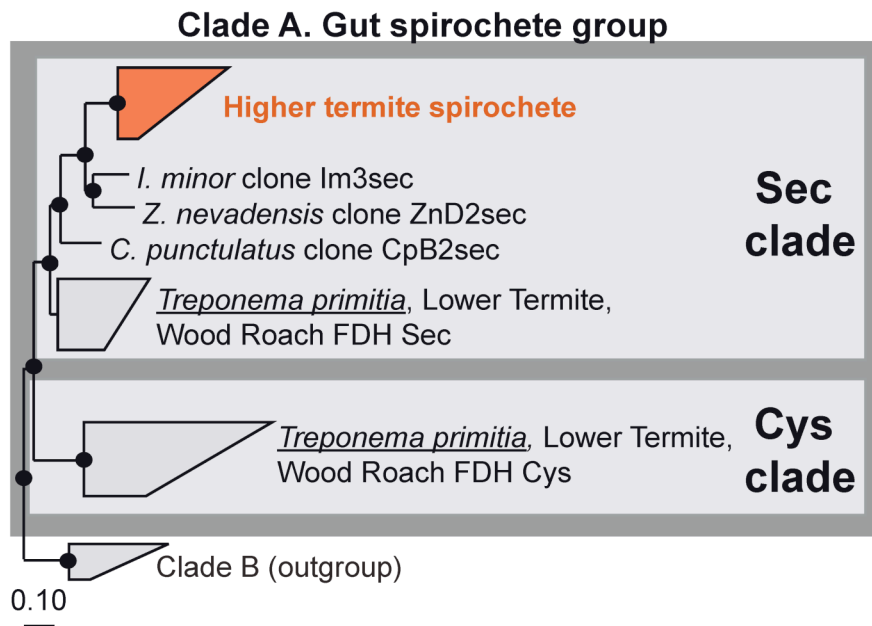 Clade A. Gut spirochete group
Higher termite spirochete
I. minor clone Im3sec
Z. nevadensis clone ZnD2sec
C. punctulatus clone CpB2sec
Sec
clade
Treponema primitia, Lower Termite,
Wood Roach FDH Sec
Treponema primitia, Lower Termite,
Wood Roach FDH Cys
Cys
clade
Clade B (outgroup)
0.10